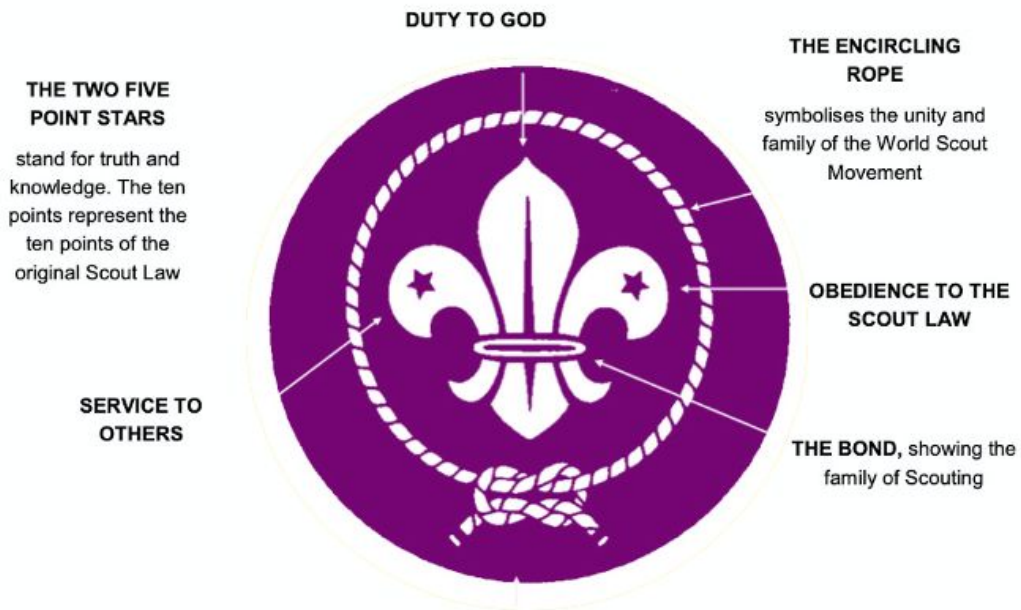 DUTY TO GOD
THE TWO FIVE
POINT STARS
stand for truth and
knowledge. The ten
points represent the
ten points of the
original Scout Law
THE ENCIRCLING
ROPE
symbolises the unity and
family of the World Scout
Movement
OBEDIENCE TO THE
SCOUT LAW
SERVICE TO
OTHERS
THE BOND, showing the
family of Scouting